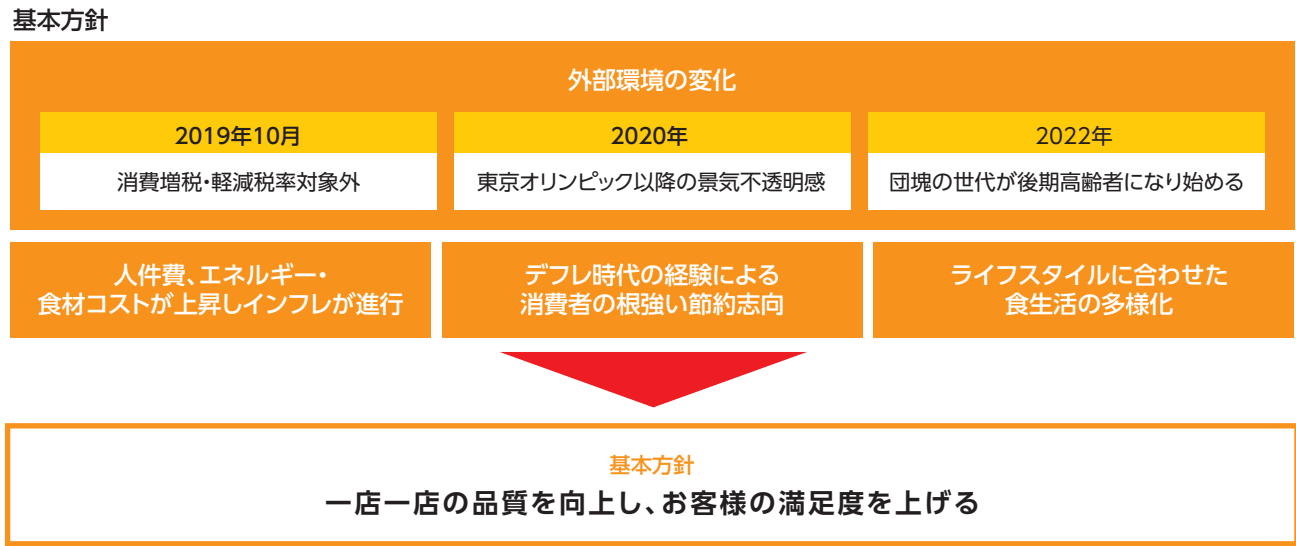 基本方針
外部環境の変化
2019年10月
消費増税・軽減税率対象外
2020年
東京オリンピック以降の景気不透明感
2022年
団塊の世代が後期高齢者になり始める
人件費、エネルギー・
食材コストが上昇しインフレが進行
デフレ時代の経験による
消費者の根強い節約志向
ライフスタイルに合わせた
食生活の多様化
基本方針
一店一店の品質を向上し、お客様の満足度を上げる